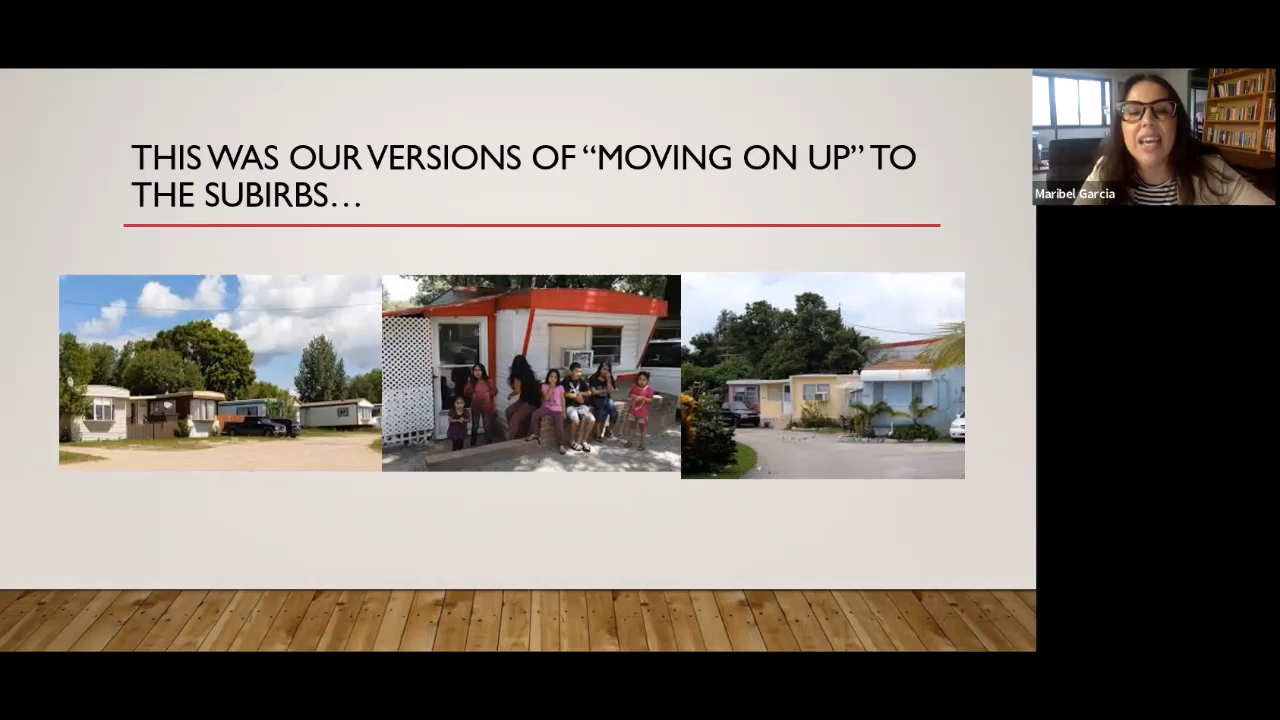 THIS WAS OUR VERSIONS OF “MOVING ON UP” TO
THE SUBIRBS…
Maribel Garcia